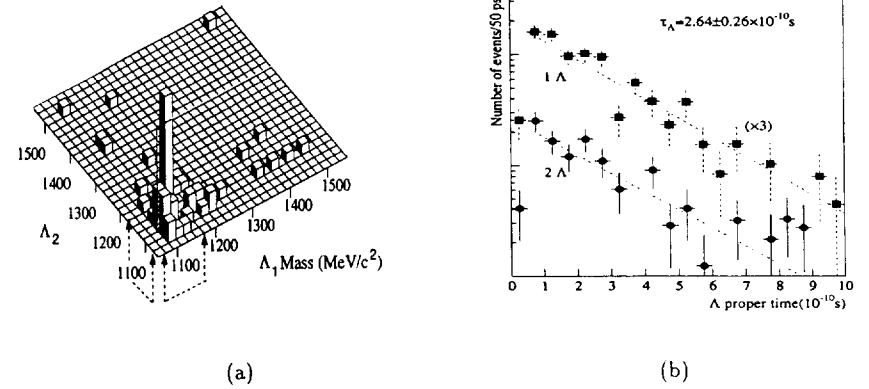 1500
1400
1300
1200
1100
Λ₂
1100
1200
1300
1400
1500
Λ₁ Mass (MeV/c²)
(a)
Number of events/50 ps
τ_Λ=2.64±0.26×10⁻¹⁰s
1 Λ
(×3)
2 Λ
0 1 2 3 4 5 6 7 8 9 10
Λ proper time(10⁻¹⁰s)
(b)